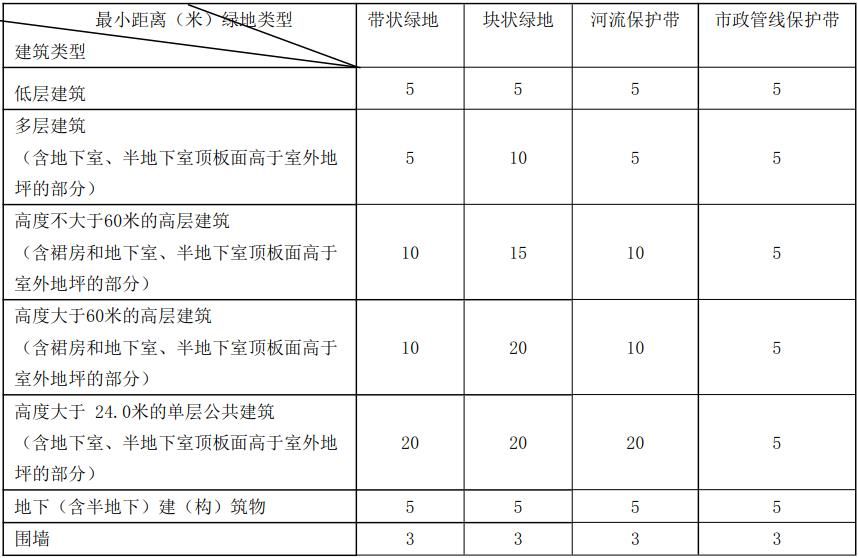 最小距离（米）绿地类型 带状绿地 块状绿地 河流保护带 市政管线保护带
建筑类型
低层建筑 5 5 5 5
多层建筑
（含地下室、半地下室顶板面高于室外地 5 10 5 5
坪的部分）
高度不大于60米的高层建筑
（含裙房和地下室、半地下室顶板面高于 10 15 10 5
室外地坪的部分）
高度大于60米的高层建筑
（含裙房和地下室、半地下室顶板面高于 10 20 10 5
室外地坪的部分）
高度大于 24.0米的单层公共建筑
（含地下室、半地下室顶板面高于室外地 20 20 20 5
坪的部分）
地下（含半地下）建（构）筑物 5 5 5 5
围墙 3 3 3 3